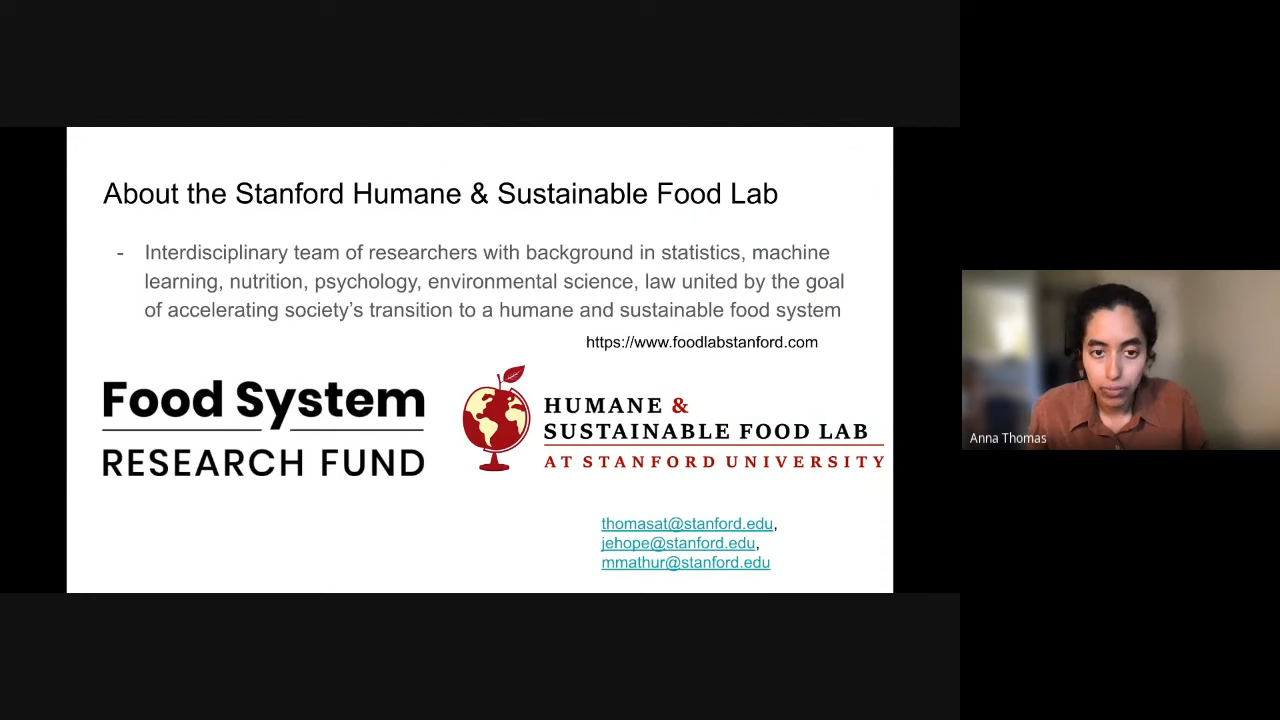 About the Stanford Humane & Sustainable Food Lab
- Interdisciplinary team of researchers with background in statistics, machine
learning, nutrition, psychology, environmental science, law united by the goal
of accelerating society's transition to a humane and sustainable food system
https://www.foodlabstanford.com
Food System
RESEARCH FUND
HUMANE &
SUSTAINABLE FOOD LAB
AT STANFORD UNIVERSITY
thomasat@stanford.edu,
jehope@stanford.edu,
mmathur@stanford.edu
Anna Thomas